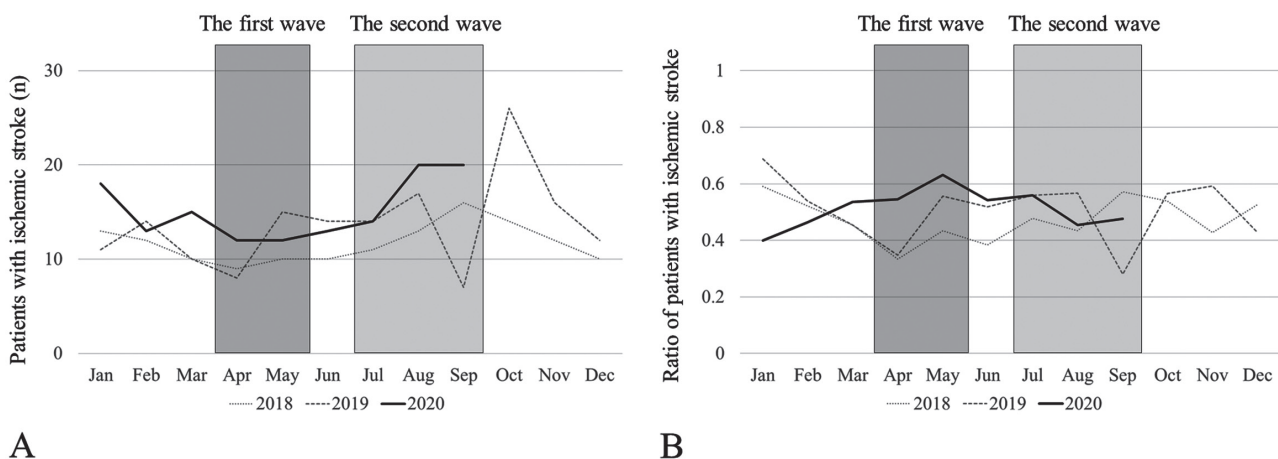 The first wave The second wave
Patients with ischemic stroke (n)
30
20
10
0
Jan Feb Mar Apr May Jun Jul Aug Sep Oct Nov Dec
2018 2019 2020
A
The first wave The second wave
Ratio of patients with ischemic stroke
1
0.8
0.6
0.4
0.2
0
Jan Feb Mar Apr May Jun Jul Aug Sep Oct Nov Dec
2018 2019 2020
B